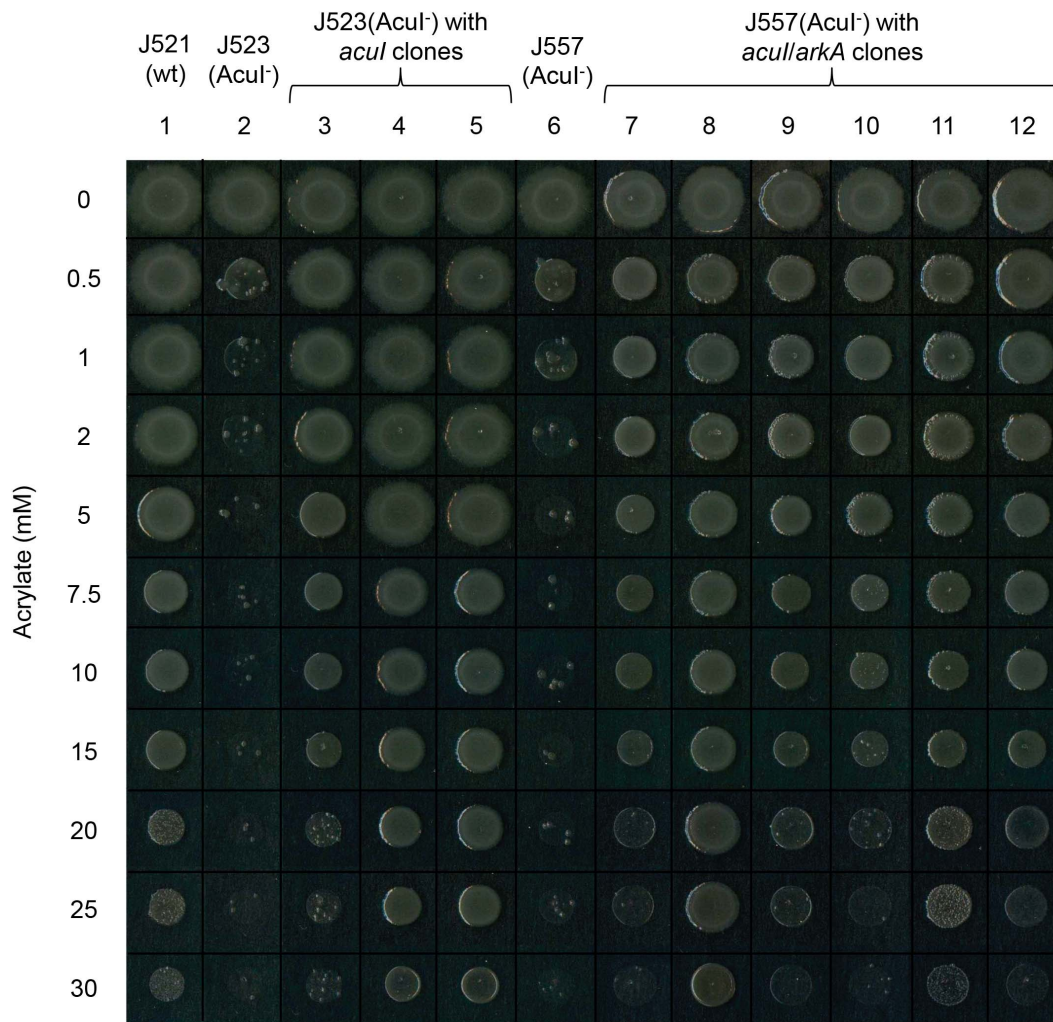 J523(AcuI⁻) with
acuI clones
J557(AcuI⁻) with
acuI/arkA clones
J521
(wt)
J523
(AcuI⁻)
J557
(AcuI⁻)
1 2 3 4 5 6 7 8 9 10 11 12
0
0.5
1
2
5
7.5
10
15
20
25
30
Acrylate (mM)